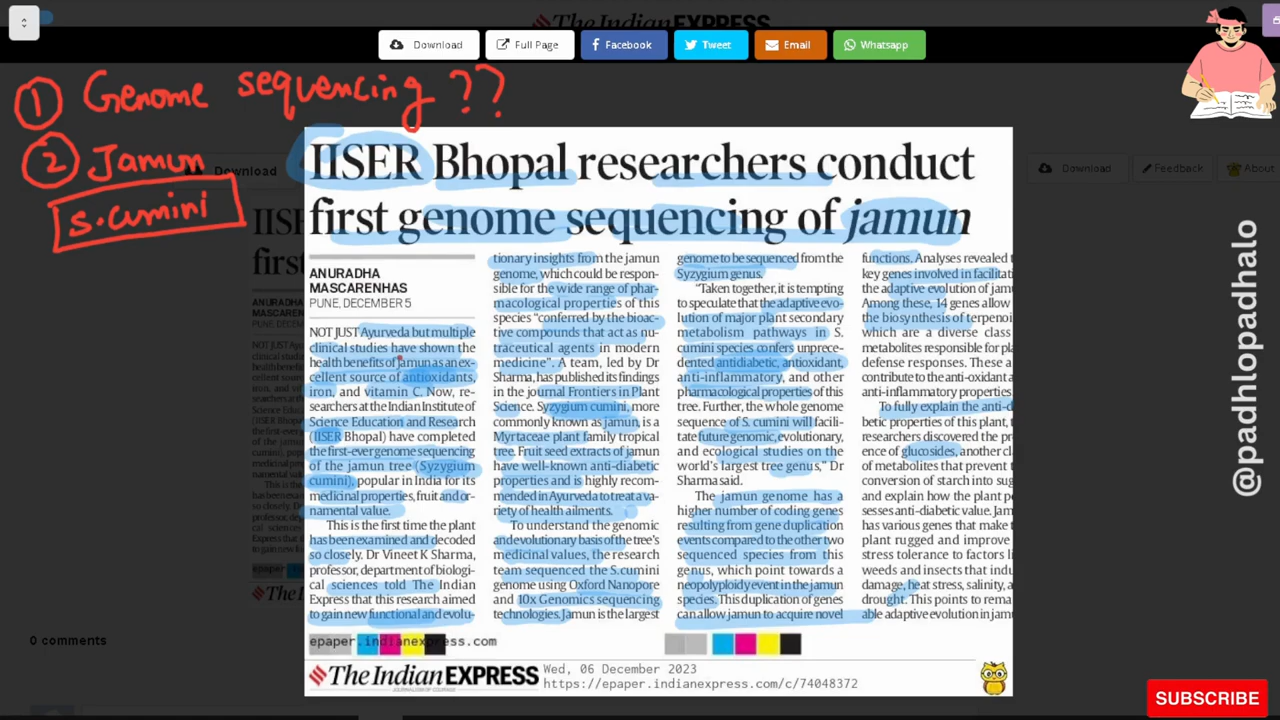 The Indian EXPRESS
Download
Full Page
Facebook
Tweet
Email
Whatsapp
① Genome sequencing ??
② Jamun
S. cumini
Download
Download
Feedback
About
IISER Bhopal researchers conduct
first genome sequencing of jamun
ANURADHA
MASCARENHAS
PUNE, DECEMBER 5
NOT JUST Ayurveda but multiple
clinical studies have shown the
health benefits of jamun as an ex-
cellent source of antioxidants,
iron, and vitamin C. Now, re-
searchers at the Indian Institute of
Science Education and Research
(IISER Bhopal) have completed
the first-ever genome sequencing
of the jamun tree (Syzygium
cumini), popular in India for its
medicinal properties, fruit and or-
namental value.
This is the first time the plant
has been examined and decoded
so closely. Dr Vineet K Sharma,
professor, department of biologi-
cal sciences told The Indian
Express that this research aimed
to gain new functional and evolu-
tionary insights from the jamun
genome, which could be respon-
sible for the wide range of phar-
macological properties of this
species "conferred by the bioac-
tive compounds that act as nu-
traceutical agents in modern
medicine". A team, led by Dr
Sharma, has published its findings
in the journal Frontiers in Plant
Science. Syzygium cumini, more
commonly known as jamun, is a
Myrtaceae plant family tropical
tree. Fruit seed extracts of jamun
have well-known anti-diabetic
properties and is highly recom-
mended in Ayurveda to treat a va-
riety of health ailments.
To understand the genomic
and evolutionary basis of the tree's
medicinal values, the research
team sequenced the S.cumini
genome using Oxford Nanopore
and 10x Genomics sequencing
technologies. Jamun is the largest
genome to be sequenced from the
Syzygium genus.
"Taken together, it is tempting
to speculate that the adaptive evo-
lution of major plant secondary
metabolism pathways in S.
cumini species confers unprece-
dented antidiabetic, antioxidant,
anti-inflammatory, and other
pharmacological properties of this
tree. Further, the whole genome
sequence of S. cumini will facili-
tate future genomic, evolutionary,
and ecological studies on the
world's largest tree genus," Dr
Sharma said.
The jamun genome has a
higher number of coding genes
resulting from gene duplication
events compared to the other two
sequenced species from this
genus, which point towards a
neopolyploidy event in the jamun
species. This duplication of genes
can allow jamun to acquire novel
functions. Analyses revealed t
key genes involved in facilitat
the adaptive evolution of jamu
Among these, 14 genes allow
the biosynthesis of terpenoi
which are a diverse class
metabolites responsible for pl
defense responses. These a
contribute to the anti-oxidant a
anti-inflammatory properties
To fully explain the anti-d
betic properties of this plant,
researchers discovered the pr
ence of glucosides, another cla
of metabolites that prevent t
conversion of starch into sug
and explain how the plant p
sesses anti-diabetic value. Jam
has various genes that make t
plant rugged and improve
stress tolerance to factors li
weeds and insects that indu
damage, heat stress, salinity, a
drought. This points to rema
able adaptive evolution in jamu
epaper.indianexpress.com
The Indian EXPRESS
JOURNALISM OF COURAGE
Wed, 06 December 2023
https://epaper.indianexpress.com/c/74048372
0 comments
@padhlopadhalo
SUBSCRIBE